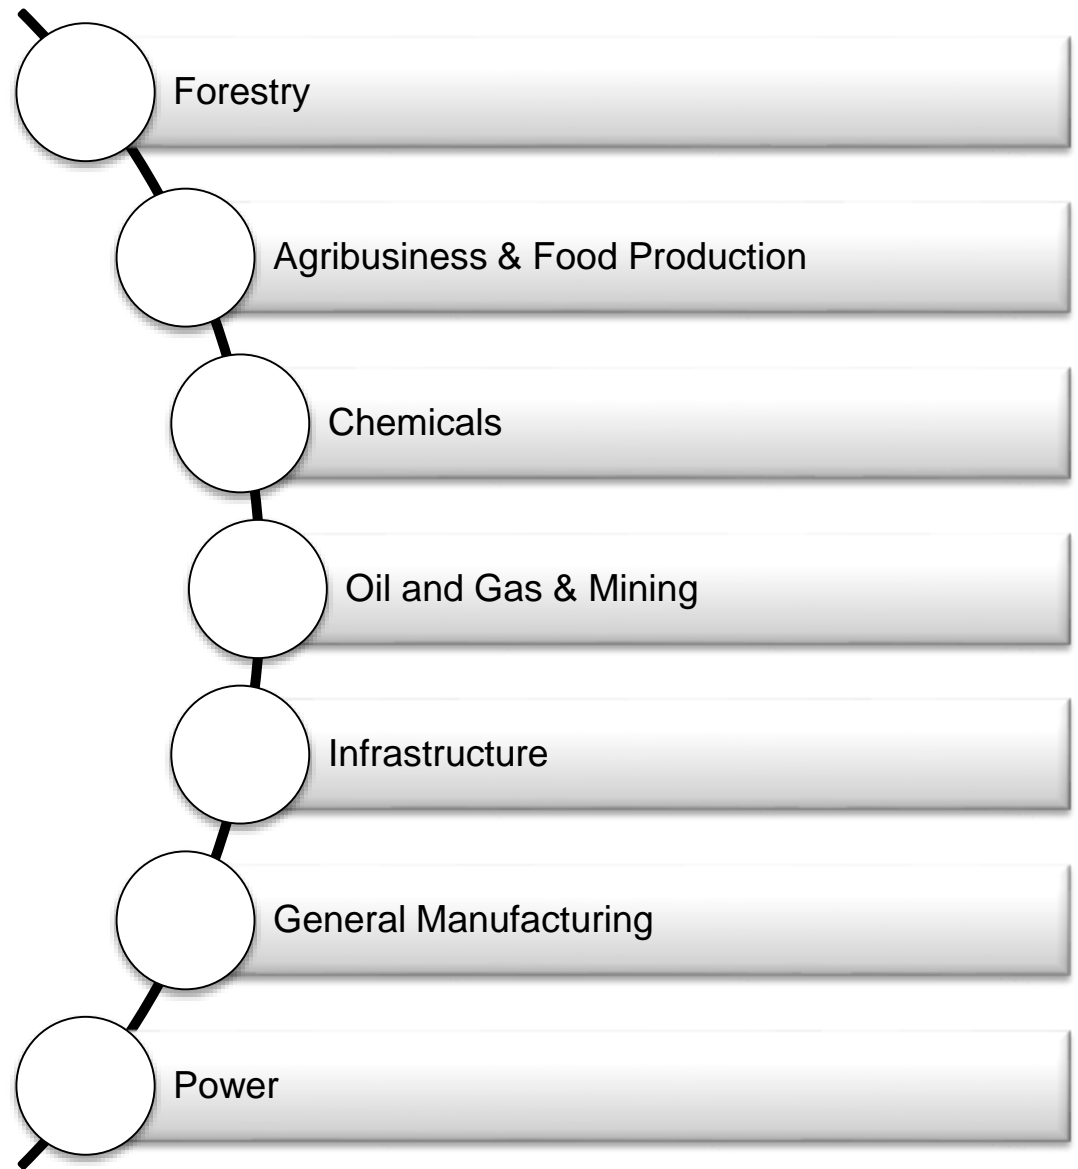 Forestry
Agribusiness & Food Production
Chemicals
Oil and Gas & Mining
Infrastructure
General Manufacturing
Power